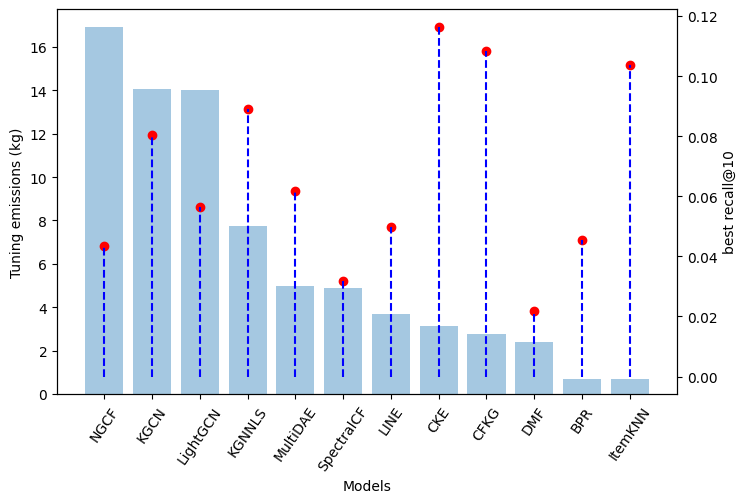 Tuning emissions (kg)
16
14
12
10
8
6
4
2
0
0.12
0.10
0.08
0.06
0.04
0.02
0.00
best recall@10
NGCF
KGCN
LightGCN
KGNNLS
MultiDAE
SpectralCF
LINE
CKE
CFKG
DMF
BPR
ItemKNN
Models